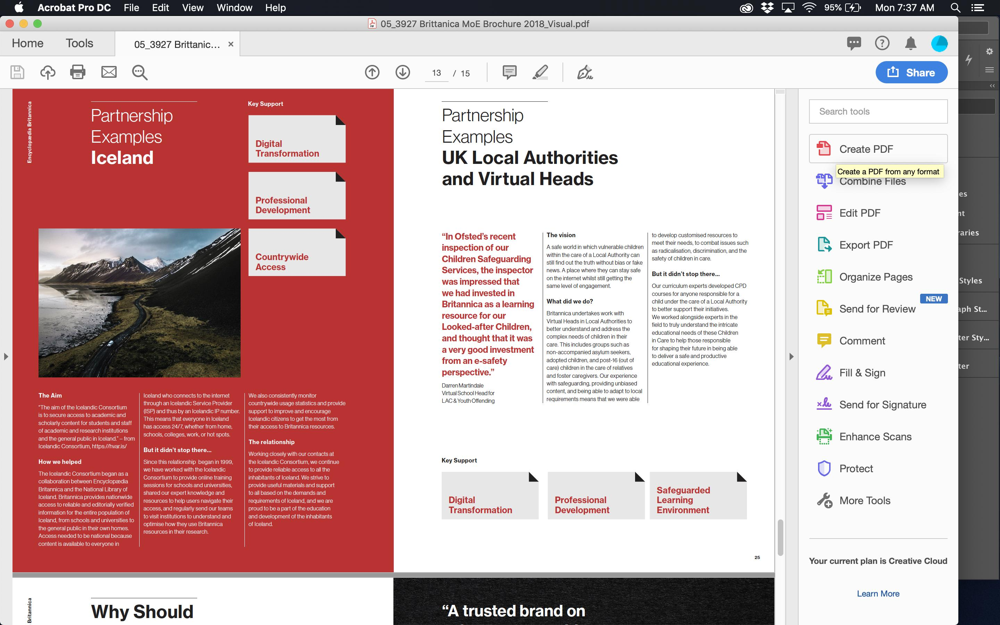 Acrobat Pro DC File Edit View Window Help
95% Mon 7:37 AM
05_3927 Brittanica MoE Brochure 2018_Visual.pdf
Home Tools 05_3927 Brittanic... ×
13 / 15
Share
Encyclopædia Britannica
Partnership
Examples
Iceland
Key Support
Digital
Transformation
Professional
Development
Countrywide
Access
The Aim
“The aim of the Icelandic Consortium
is to secure access to academic and
scholarly content for students and staff
of academic and research institutions
and the general public in Iceland.” – from
Icelandic Consortium, https://hvar.is/
How we helped
The Icelandic Consortium began as a
collaboration between Encyclopædia
Britannica and the National Library of
Iceland. Britannica provides nationwide
access to reliable and editorially verified
information for the entire population of
Iceland, from schools and universities to
the general public in their own homes.
Access needed to be national because
content is available to everyone in
Iceland who connects to the internet
through an Icelandic Service Provider
(ISP) and thus by an Icelandic IP number.
This means that everyone in Iceland
has access 24/7, whether from home,
schools, colleges, work, or hot spots.
But it didn’t stop there...
Since this relationship began in 1999,
we have worked with the Icelandic
Consortium to provide online training
sessions for schools and universities,
shared our expert knowledge and
resources to help users navigate their
access, and regularly send our teams
to visit institutions to understand and
optimise how they use Britannica
resources in their research.
We also consistently monitor
countrywide usage statistics and provide
support to improve and encourage
Icelandic citizens to get the most from
their access to Britannica resources.
The relationship
Working closely with our contacts at
the Icelandic Consortium, we continue
to provide reliable access to all the
inhabitants of Iceland. We strive to
provide useful materials and support
to all based on the demands and
requirements of Iceland, and we are
proud to be a part of the education
and development of the inhabitants
of Iceland.
Partnership
Examples
UK Local Authorities
and Virtual Heads
“In Ofsted’s recent
inspection of our
Children Safeguarding
Services, the inspector
was impressed that
we had invested in
Britannica as a learning
resource for our
Looked-after Children,
and thought that it was
a very good investment
from an e-safety
perspective.”
Darren Martindale
Virtual School Head for
LAC & Youth Offending
The vision
A safe world in which vulnerable children
within the care of a Local Authority can
still find out the truth without bias or fake
news. A place where they can stay safe
on the internet whilst still getting the
same level of engagement.
What did we do?
Britannica undertakes work with
Virtual Heads in Local Authorities to
better understand and address the
complex needs of children in their
care. This includes groups such as
non-accompanied asylum seekers,
adopted children, and post-16 (out of
care) children in the care of relatives
and foster caregivers. Our experience
with safeguarding, providing unbiased
content, and being able to adapt to local
requirements means that we were able
to develop customised resources to
meet their needs, to combat issues such
as radicalisation, discrimination, and the
safety of children in care.
But it didn’t stop there...
Our curriculum experts developed CPD
courses for anyone responsible for a
child under the care of a Local Authority
to better support their initiatives.
We worked alongside experts in the
field to truly understand the intricate
educational needs of these Children
in Care to help those responsible
for shaping their future in being able
to deliver a safe and productive
educational experience.
Key Support
Digital
Transformation
Professional
Development
Safeguarded
Learning
Environment
25
Britannica
Why Should
“A trusted brand on
Search tools
Create PDF
Create a PDF from any format
Combine Files
Edit PDF
Export PDF
Organize Pages
NEW
Send for Review
Comment
Fill & Sign
Send for Signature
Enhance Scans
Protect
More Tools
Your current plan is Creative Cloud
Learn More
es
nt
raries
Styles
aph St...
ter Sty...
ter